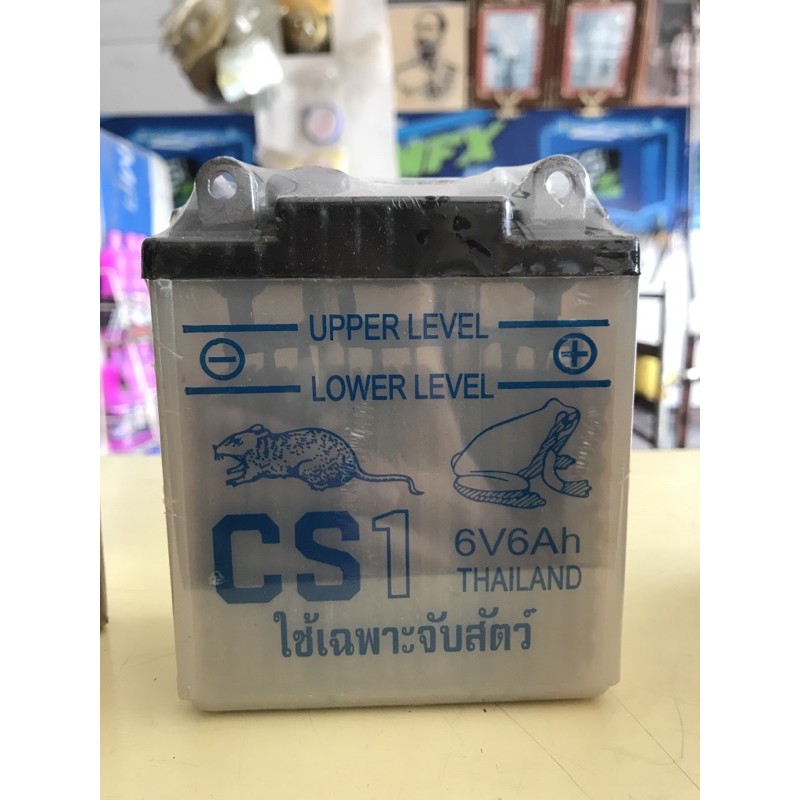 NFX
UPPER LEVEL
− +
LOWER LEVEL
CS1
6V6Ah
THAILAND
ใช้เฉพาะจับสัตว์